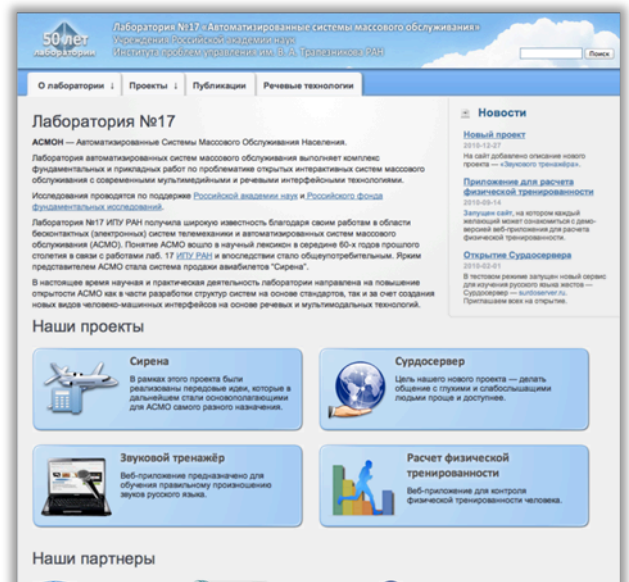 50 лет
лаборатории
Лаборатория №17 «Автоматизированные системы массового обслуживания»
Учреждения Российской академии наук
Института проблем управления им. В. А. Трапезникова РАН
Поиск
О лаборатории ↓ Проекты ↓ Публикации Речевые технологии
Лаборатория №17
АСМОН — Автоматизированные Системы Массового Обслуживания Населения.
Лаборатория автоматизированных систем массового обслуживания выполняет комплекс
фундаментальных и прикладных работ по проблематике открытых интерактивных систем массового
обслуживания с современными мультимедийными и речевыми интерфейсными технологиями.
Исследования проводятся по поддержке Российской академии наук и Российского фонда
фундаментальных исследований.
Лаборатория №17 ИПУ РАН получила широкую известность благодаря своим работам в области
бесконтактных (электронных) систем телемеханики и автоматизированных систем массового
обслуживания (АСМО). Понятие АСМО вошло в научный лексикон в середине 60-х годов прошлого
столетия в связи с работами лаб. 17 ИПУ РАН и впоследствии стало общеупотребительным. Ярким
представителем АСМО стала система продажи авиабилетов "Сирена".
В настоящее время научная и практическая деятельность лаборатории направлена на повышение
открытости АСМО как в части разработки структур систем на основе стандартов, так и за счет создания
новых видов человеко-машинных интерфейсов на основе речевых и мультимодальных технологий.
Новости
Новый проект
2010-12-27
На сайт добавлено описание нового
проекта — «Звукового тренажёра».
Приложение для расчета
физической тренированности
2010-09-14
Запущен сайт, на котором каждый
желающий может ознакомиться с демо-
версией веб-приложения для расчета
физической тренированности.
Открытие Сурдосервера
2010-02-01
В тестовом режиме запущен новый сервис
для изучения русского языка жестов —
Сурдосервер — surdoserver.ru.
Приглашаем всех на открытие.
Наши проекты
Сирена
В рамках этого проекта были
реализованы передовые идеи, которые в
дальнейшем стали основополагающими
для АСМО самого разного назначения.
Сурдосервер
Цель нашего нового проекта — делать
общение с глухими и слабослышащими
людьми проще и доступнее.
Звуковой тренажёр
Веб-приложение предназначено для
обучения правильному произношению
звуков русского языка.
Расчет физической
тренированности
Веб-приложение для контроля
физической тренированности человека.
Наши партнеры